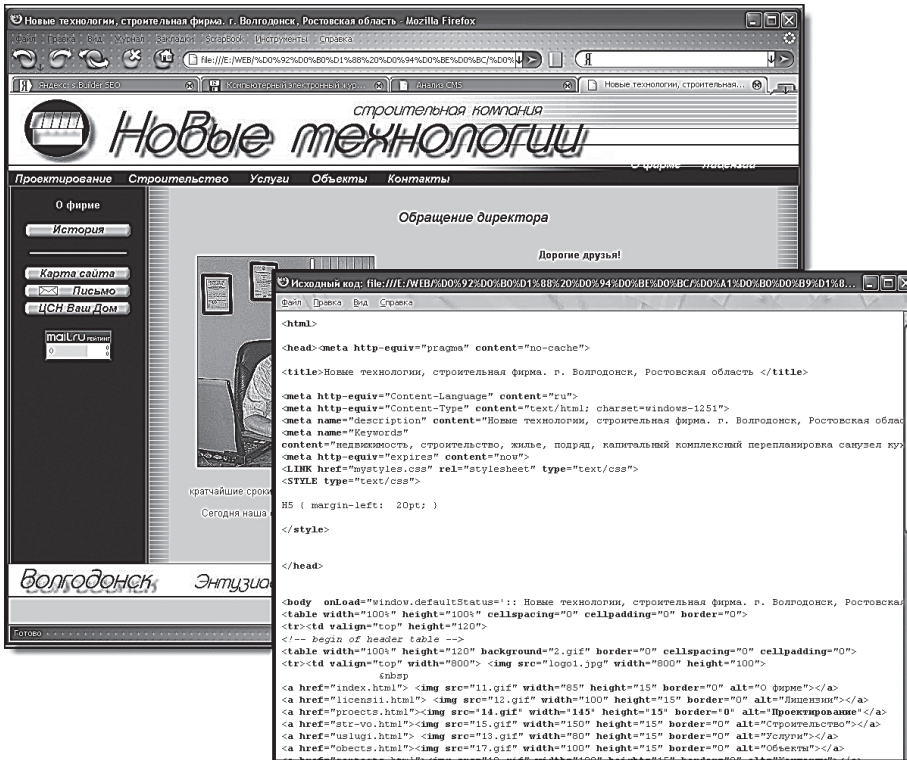 Новые технологии, строительная фирма. г. Волгодонск, Ростовская область - Mozilla Firefox
Файл Правка Вид Журнал Закладки ScrapBook Инструменты Справка
file:///E:/WEB/%D0%92%D0%B0%D1%88%20%D0%94%D0%BE%D0%BC/%D0%
Я
Яндекс's Builder SEO
Компьютерный электронный жур...
Анализ CMS
Новые технологии, строительная...
строительная компания
Новые технологии
О фирме Лицензии
Проектирование Строительство Услуги Объекты Контакты
О фирме
История
Карта сайта
Письмо
ЦСН Ваш Дом
mail.ru РЕЙТИНГ
Обращение директора
Дорогие друзья!
кратчайшие сроки
Сегодня наша
Волгодонск Энтузиа
Готово
Исходный код: file:///E:/WEB/%D0%92%D0%B0%D1%88%20%D0%94%D0%BE%D0%BC/%D0%A1%D0%B0%D0%B9%D1%8...
Файл Правка Вид Справка
<html>
<head><meta http-equiv="pragma" content="no-cache">
<title>Новые технологии, строительная фирма. г. Волгодонск, Ростовская область </title>
<meta http-equiv="Content-Language" content="ru">
<meta http-equiv="Content-Type" content="text/html; charset=windows-1251">
<meta name="description" content="Новые технологии, строительная фирма. г. Волгодонск, Ростовская облас
<meta name="Keywords"
content="недвижимость, строительство, жилье, подряд, капитальный комплексный перепланировка санузел кух
<meta http-equiv="expires" content="now">
<LINK href="mystyles.css" rel="stylesheet" type="text/css">
<STYLE type="text/css">
H5 { margin-left: 20pt; }
</style>
</head>
<body onLoad="window.defaultStatus=':: Новые технологии, строительная фирма. г. Волгодонск, Ростовская
<table width="100%" height="100%" cellspacing="0" cellpadding="0" border="0">
<tr><td valign="top" height="120">
<!-- begin of header table -->
<table width="100%" height="120" background="2.gif" border="0" cellspacing="0" cellpadding="0">
<tr><td valign="top" width="800"> <img src="logo1.jpg" width="800" height="100">
&nbsp
<a href="index.html"> <img src="11.gif" width="85" height="15" border="0" alt="О фирме"></a>
<a href="licensii.html"> <img src="12.gif" width="100" height="15" border="0" alt="Лицензии"></a>
<a href="proects.html"><img src="14.gif" width="145" height="15" border="0" alt="Проектирование"</a>
<a href="str-vo.html"><img src="15.gif" width="150" height="15" border="0" alt="Строительство"></a>
<a href="uslugi.html"> <img src="13.gif" width="80" height="15" border="0" alt="Услуги"></a>
<a href="obects.html"><img src="17.gif" width="100" height="15" border="0" alt="Объекты"></a>